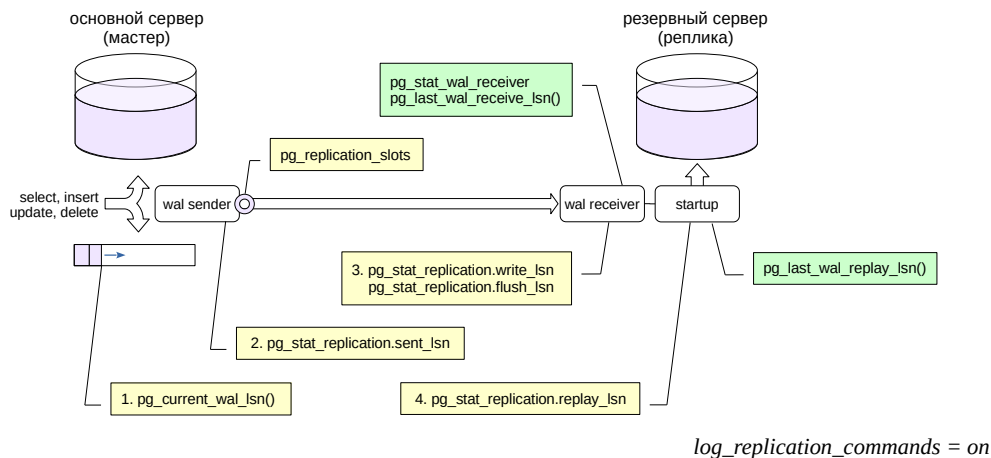 основной сервер
(мастер)
резервный сервер
(реплика)
pg_stat_wal_receiver
pg_last_wal_receive_lsn()
pg_replication_slots
select, insert
update, delete
wal sender
wal receiver
startup
3. pg_stat_replication.write_lsn
pg_stat_replication.flush_lsn
pg_last_wal_replay_lsn()
2. pg_stat_replication.sent_lsn
1. pg_current_wal_lsn()
4. pg_stat_replication.replay_lsn
log_replication_commands = on